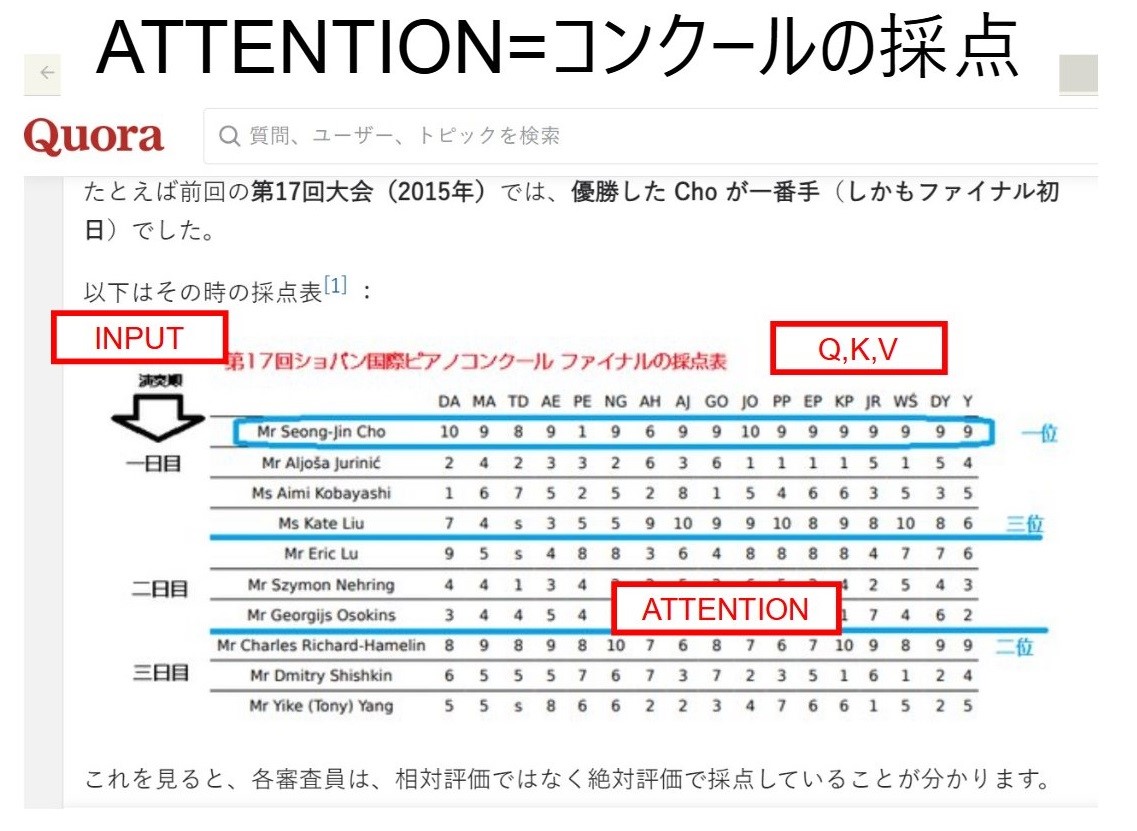 ATTENTION=コンクールの採点
Quora
質問、ユーザー、トピックを検索
たとえば前回の第17回大会（2015年）では、優勝した Cho が一番手（しかもファイナル初
日）でした。
以下はその時の採点表[1] ：
INPUT
Q,K,V
第17回ショパン国際ピアノコンクール ファイナルの採点表
演奏順
DA MA TD AE PE NG AH AJ GO JO PP EP KP JR WŚ DY Y
Mr Seong-Jin Cho 10 9 8 9 1 9 6 9 9 10 9 9 9 9 9 9 9 一位
一日目
Mr Aljoša Jurinić 2 4 2 3 3 2 6 3 6 1 1 1 1 5 1 5 4
Ms Aimi Kobayashi 1 6 7 5 2 5 2 8 1 5 4 6 6 3 5 3 5
Ms Kate Liu 7 4 s 3 5 5 9 10 9 9 10 8 9 8 10 8 6 三位
Mr Eric Lu 9 5 s 4 8 8 3 6 4 8 8 8 8 4 7 7 6
二日目
Mr Szymon Nehring 4 4 1 3 4 2 5 4 3
ATTENTION
Mr Georgijs Osokins 3 4 4 5 4 1 7 4 6 2
Mr Charles Richard-Hamelin 8 9 8 9 8 10 7 6 8 7 6 7 10 9 8 9 9 二位
三日目
Mr Dmitry Shishkin 6 5 5 5 7 6 7 3 7 2 3 5 1 6 1 2 4
Mr Yike (Tony) Yang 5 5 s 8 6 6 2 2 3 4 7 6 6 1 5 2 5
これを見ると、各審査員は、相対評価ではなく絶対評価で採点していることが分かります。